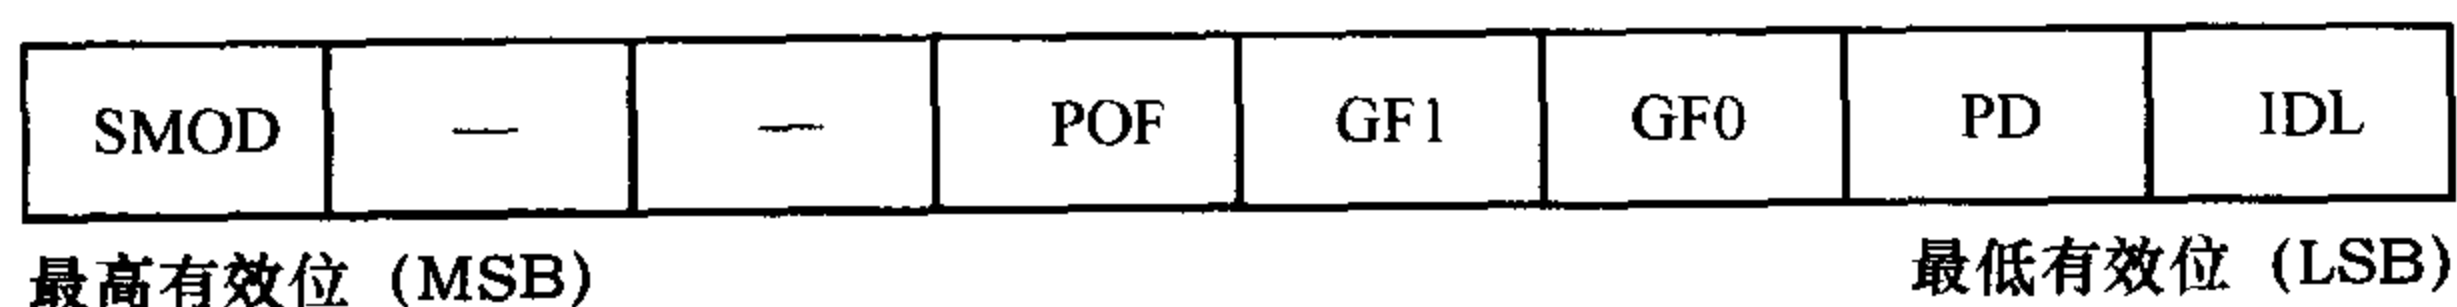 SMOD — — POF GF1 GF0 PD IDL
最高有效位 (MSB) 最低有效位 (LSB)